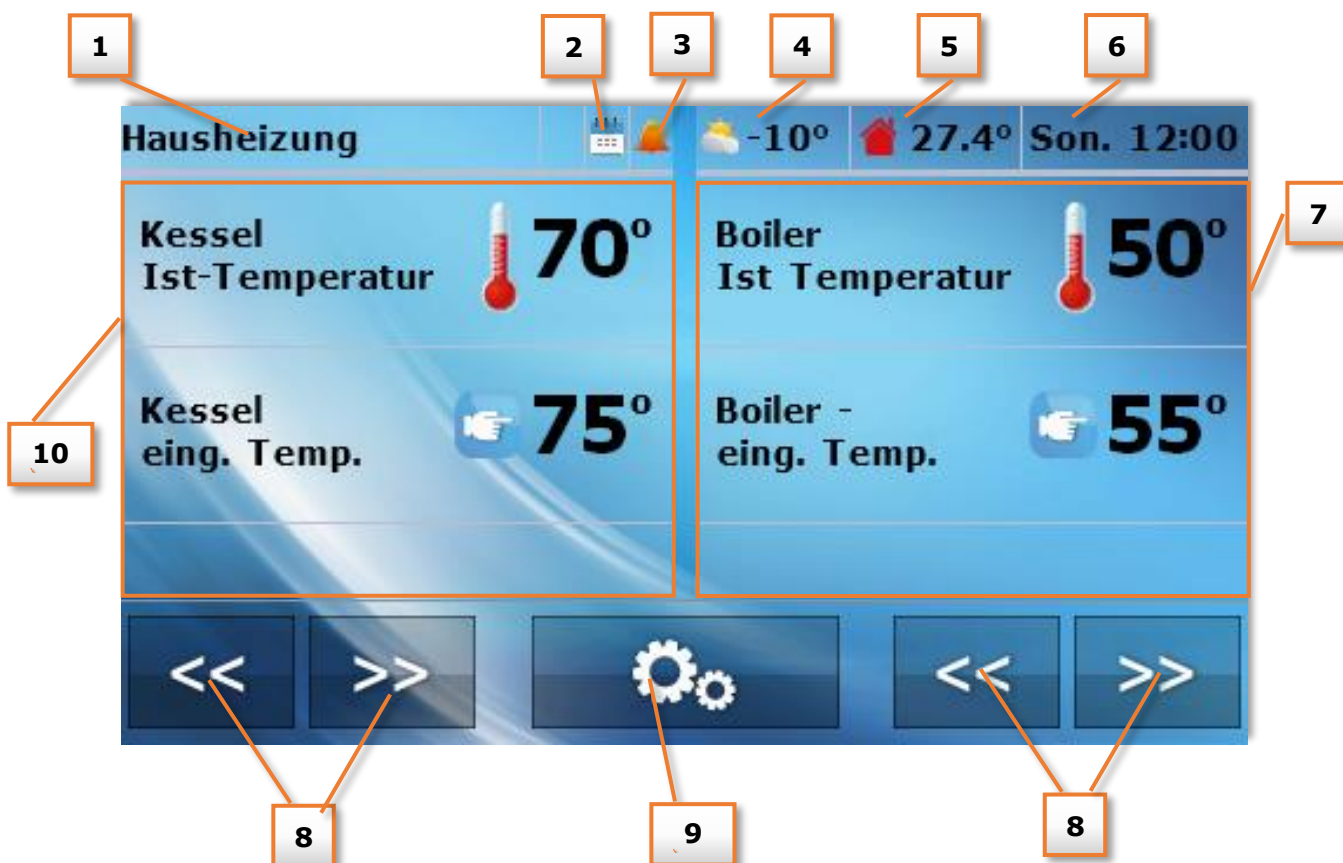 1 2 3 4 5 6
Hausheizung -10° 27.4° Son. 12:00
7
Kessel
Ist-Temperatur 70°
Boiler
Ist Temperatur 50°
Kessel
eing. Temp. 75°
Boiler -
eing. Temp. 55°
10
<< >> << >>
8 9 8